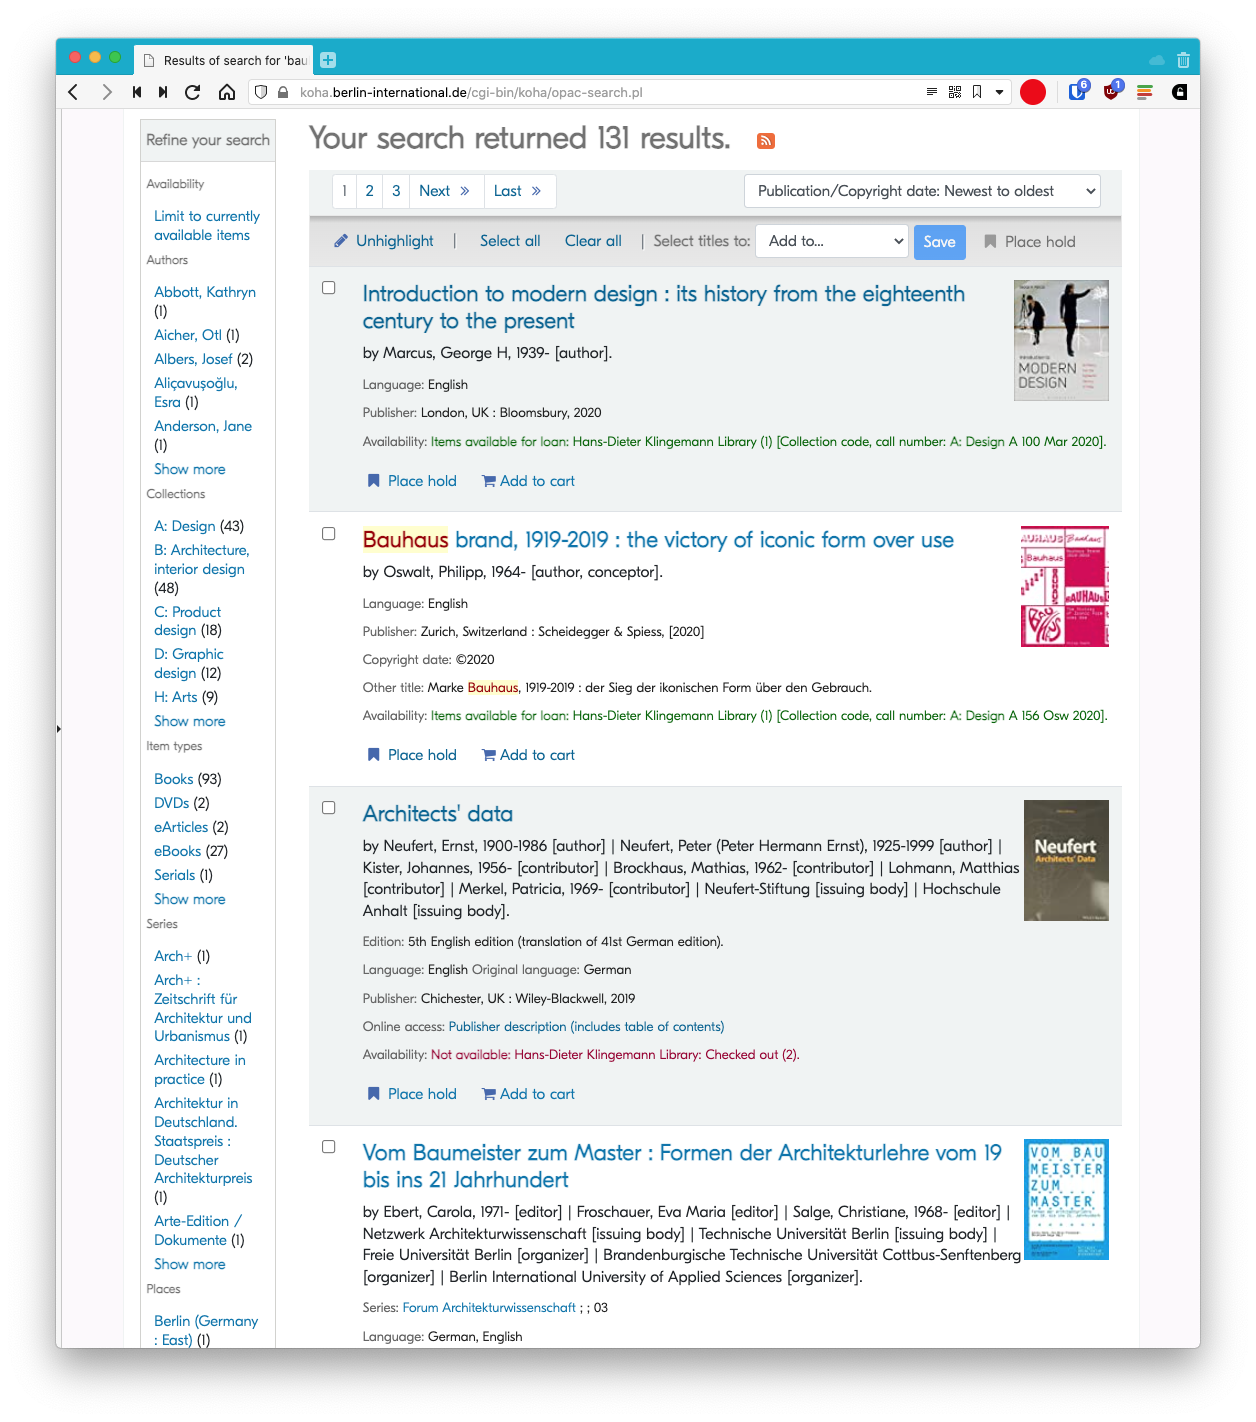 Results of search for 'bau
6
1
koha.berlin-international.de/cgi-bin/koha/opac-search.pl
Refine your search
Availability
Limit to currently
available items
Authors
Abbott, Kathryn
(1)
Aicher, Otl (1)
Albers, Josef (2)
Aliçavuşoğlu,
Esra (1)
Anderson, Jane
(1)
Show more
Collections
A: Design (43)
B: Architecture,
interior design
(48)
C: Product
design (18)
D: Graphic
design (12)
H: Arts (9)
Show more
Item types
Books (93)
DVDs (2)
eArticles (2)
eBooks (27)
Serials (1)
Show more
Series
Arch+ (1)
Arch+ :
Zeitschrift für
Architektur und
Urbanismus (1)
Architecture in
practice (1)
Architektur in
Deutschland.
Staatspreis :
Deutscher
Architekturpreis
(1)
Arte-Edition /
Dokumente (1)
Show more
Places
Berlin (Germany
: East) (1)
Your search returned 131 results.
1 2 3 Next » Last »
Publication/Copyright date: Newest to oldest
Unhighlight | Select all Clear all | Select titles to: Add to... Save Place hold
Introduction to modern design : its history from the eighteenth
century to the present
by Marcus, George H, 1939- [author].
Language: English
Publisher: London, UK : Bloomsbury, 2020
Availability: Items available for loan: Hans-Dieter Klingemann Library (1) [Collection code, call number: A: Design A 100 Mar 2020].
Place hold Add to cart
MODERN
DESIGN
Bauhaus brand, 1919-2019 : the victory of iconic form over use
by Oswalt, Philipp, 1964- [author, conceptor].
Language: English
Publisher: Zurich, Switzerland : Scheidegger & Spiess, [2020]
Copyright date: ©2020
Other title: Marke Bauhaus, 1919-2019 : der Sieg der ikonischen Form über den Gebrauch.
Availability: Items available for loan: Hans-Dieter Klingemann Library (1) [Collection code, call number: A: Design A 156 Osw 2020].
Place hold Add to cart
AUHAUS Bauhaus
Bauhaus
BAUHAUS
Architects' data
by Neufert, Ernst, 1900-1986 [author] | Neufert, Peter (Peter Hermann Ernst), 1925-1999 [author] |
Kister, Johannes, 1956- [contributor] | Brockhaus, Mathias, 1962- [contributor] | Lohmann, Matthias
[contributor] | Merkel, Patricia, 1969- [contributor] | Neufert-Stiftung [issuing body] | Hochschule
Anhalt [issuing body].
Edition: 5th English edition (translation of 41st German edition).
Language: English Original language: German
Publisher: Chichester, UK : Wiley-Blackwell, 2019
Online access: Publisher description (includes table of contents)
Availability: Not available: Hans-Dieter Klingemann Library: Checked out (2).
Place hold Add to cart
Neufert
Architects' Data
Vom Baumeister zum Master : Formen der Architekturlehre vom 19
bis ins 21 Jahrhundert
by Ebert, Carola, 1971- [editor] | Froschauer, Eva Maria [editor] | Salge, Christiane, 1968- [editor] |
Netzwerk Architekturwissenschaft [issuing body] | Technische Universität Berlin [issuing body] |
Freie Universität Berlin [organizer] | Brandenburgische Technische Universität Cottbus-Senftenberg
[organizer] | Berlin International University of Applied Sciences [organizer].
Series: Forum Architekturwissenschaft ; ; 03
Language: German, English
VOM BAU
MEISTER
ZUM
MASTER